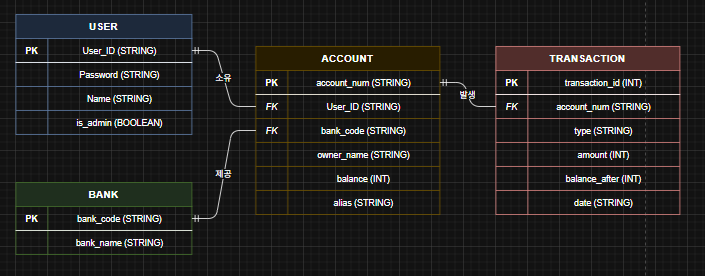 USER
PK User_ID (STRING)
Password (STRING)
Name (STRING)
is_admin (BOOLEAN)
소유
ACCOUNT
PK account_num (STRING)
FK User_ID (STRING)
FK bank_code (STRING)
owner_name (STRING)
balance (INT)
alias (STRING)
발생
TRANSACTION
PK transaction_id (INT)
FK account_num (STRING)
type (STRING)
amount (INT)
balance_after (INT)
date (STRING)
제공
BANK
PK bank_code (STRING)
bank_name (STRING)